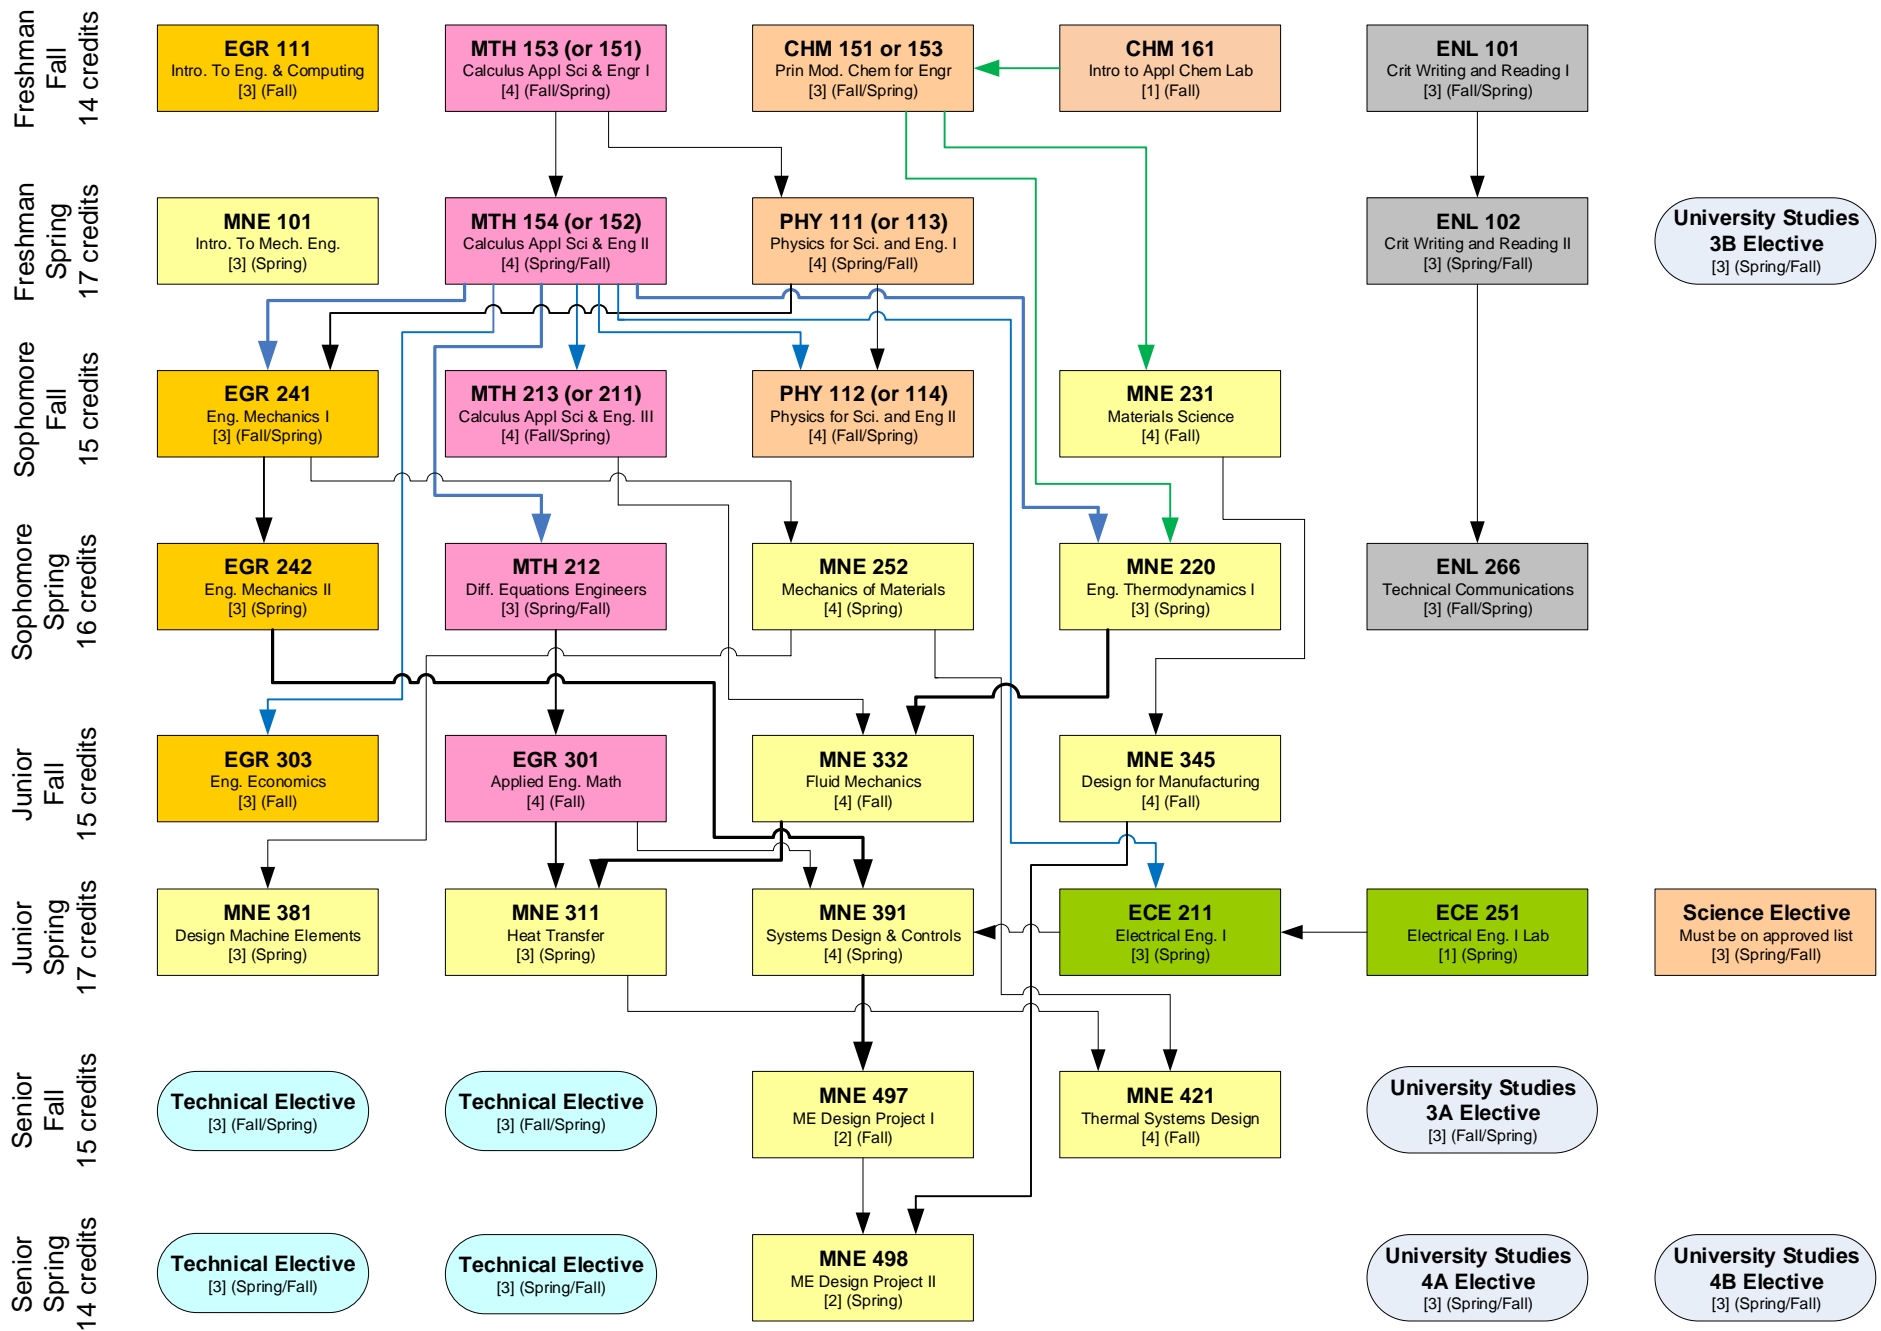 Freshman
Fall
14 credits
EGR 111
Intro. To Eng. & Computing
[3] (Fall)
MTH 153 (or 151)
Calculus Appl Sci & Engr I
[4] (Fall/Spring)
CHM 151 or 153
Prin Mod. Chem for Engr
[3] (Fall/Spring)
CHM 161
Intro to Appl Chem Lab
[1] (Fall)
ENL 101
Crit Writing and Reading I
[3] (Fall/Spring)
Freshman
Spring
17 credits
MNE 101
Intro. To Mech. Eng.
[3] (Spring)
MTH 154 (or 152)
Calculus Appl Sci & Eng II
[4] (Spring/Fall)
PHY 111 (or 113)
Physics for Sci. and Eng. I
[4] (Spring/Fall)
ENL 102
Crit Writing and Reading II
[3] (Spring/Fall)
University Studies
3B Elective
[3] (Spring/Fall)
Sophomore
Fall
15 credits
EGR 241
Eng. Mechanics I
[3] (Fall/Spring)
MTH 213 (or 211)
Calculus Appl Sci & Eng. III
[4] (Fall/Spring)
PHY 112 (or 114)
Physics for Sci. and Eng II
[4] (Fall/Spring)
MNE 231
Materials Science
[4] (Fall)
Sophomore
Spring
16 credits
EGR 242
Eng. Mechanics II
[3] (Spring)
MTH 212
Diff. Equations Engineers
[3] (Spring/Fall)
MNE 252
Mechanics of Materials
[4] (Spring)
MNE 220
Eng. Thermodynamics I
[3] (Spring)
ENL 266
Technical Communications
[3] (Fall/Spring)
Junior
Fall
15 credits
EGR 303
Eng. Economics
[3] (Fall)
EGR 301
Applied Eng. Math
[4] (Fall)
MNE 332
Fluid Mechanics
[4] (Fall)
MNE 345
Design for Manufacturing
[4] (Fall)
Junior
Spring
17 credits
MNE 381
Design Machine Elements
[3] (Spring)
MNE 311
Heat Transfer
[3] (Spring)
MNE 391
Systems Design & Controls
[4] (Spring)
ECE 211
Electrical Eng. I
[3] (Spring)
ECE 251
Electrical Eng. I Lab
[1] (Spring)
Science Elective
Must be on approved list
[3] (Spring/Fall)
Senior
Fall
15 credits
Technical Elective
[3] (Fall/Spring)
Technical Elective
[3] (Fall/Spring)
MNE 497
ME Design Project I
[2] (Fall)
MNE 421
Thermal Systems Design
[4] (Fall)
University Studies
3A Elective
[3] (Fall/Spring)
Senior
Spring
14 credits
Technical Elective
[3] (Spring/Fall)
Technical Elective
[3] (Spring/Fall)
MNE 498
ME Design Project II
[2] (Spring)
University Studies
4A Elective
[3] (Spring/Fall)
University Studies
4B Elective
[3] (Spring/Fall)